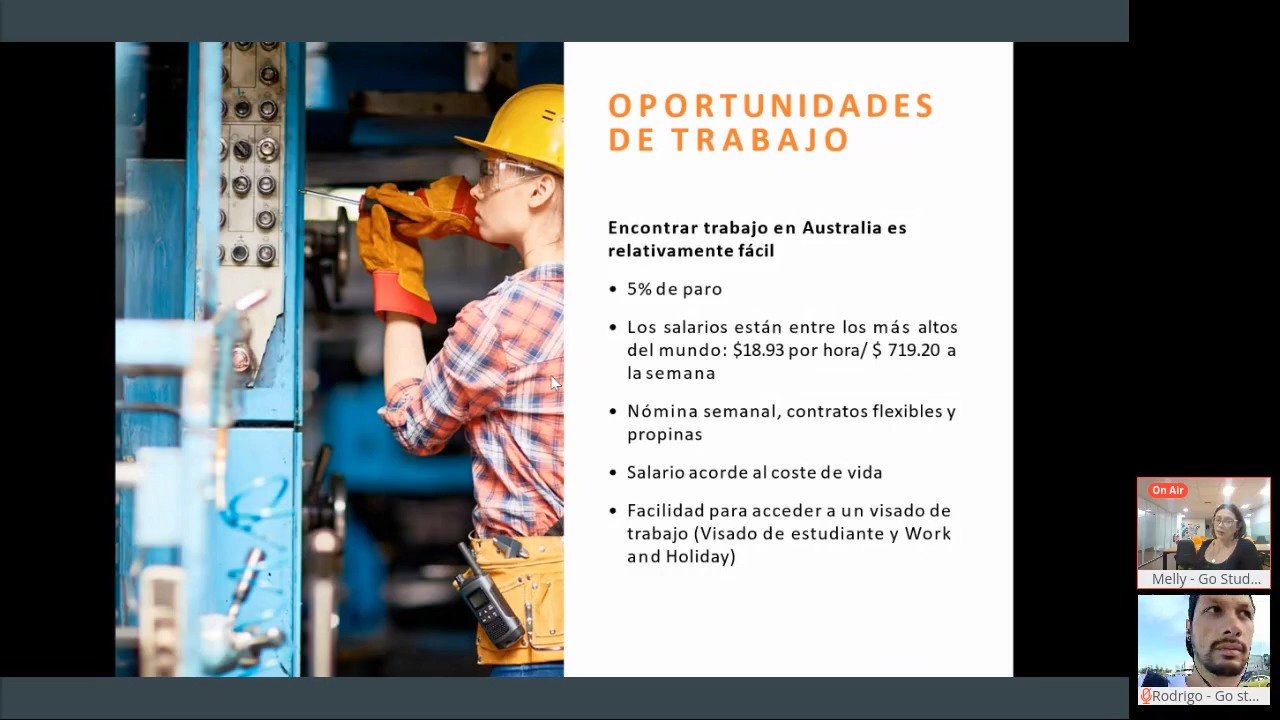 OPORTUNIDADES
DE TRABAJO
Encontrar trabajo en Australia es
relativamente fácil
• 5% de paro
• Los salarios están entre los más altos
del mundo: $18.93 por hora/ $ 719.20 a
la semana
• Nómina semanal, contratos flexibles y
propinas
• Salario acorde al coste de vida
• Facilidad para acceder a un visado de
trabajo (Visado de estudiante y Work
and Holiday)
On Air
Melly - Go Stud...
Rodrigo - Go st...